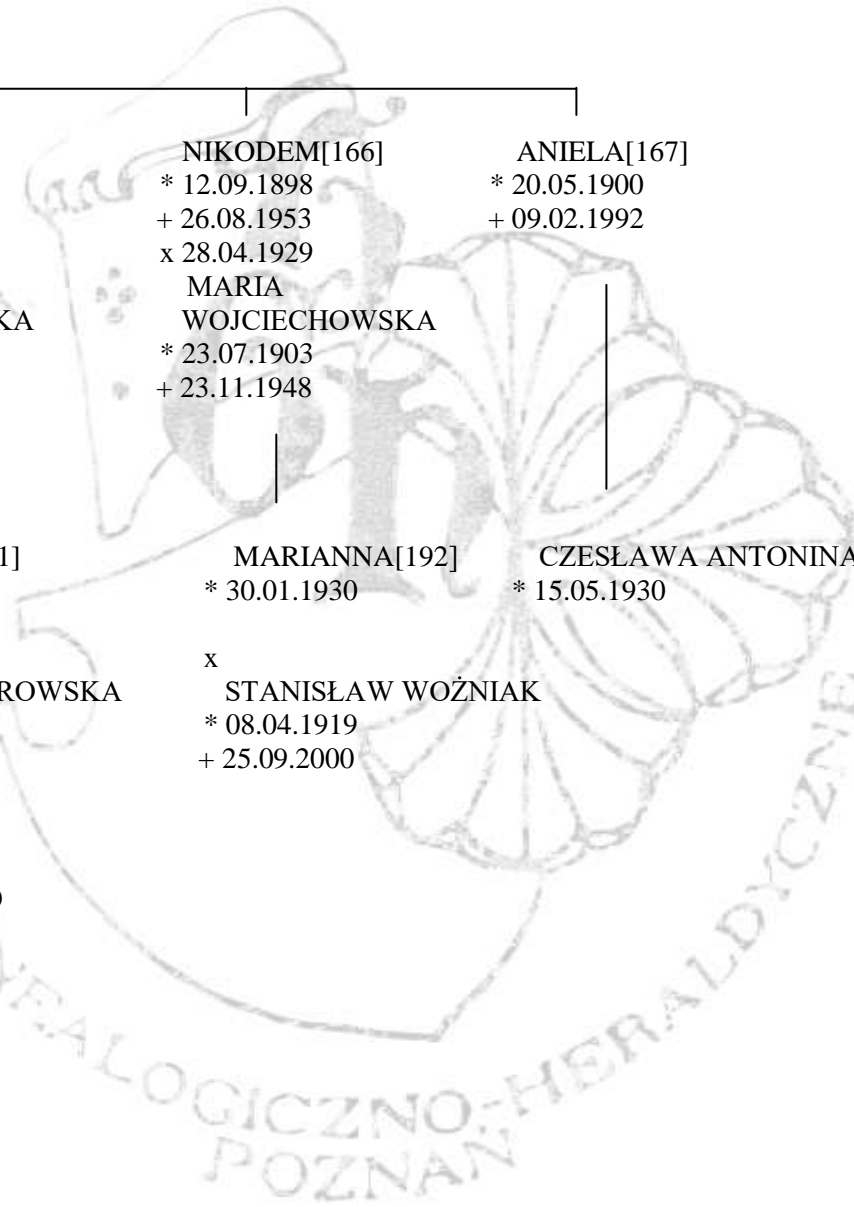 NIKODEM[166] ANIELA[167]
* 12.09.1898 * 20.05.1900
+ 26.08.1953 + 09.02.1992
x 28.04.1929
MARIA
KA WOJCIECHOWSKA
* 23.07.1903
+ 23.11.1948
1] MARIANNA[192] CZESŁAWA ANTONINA
* 30.01.1930 * 15.05.1930
x
ROWSKA STANISŁAW WOŹNIAK
* 08.04.1919
+ 25.09.2000
EALOGICZNO-HERALDYCZNE
POZNAŃ